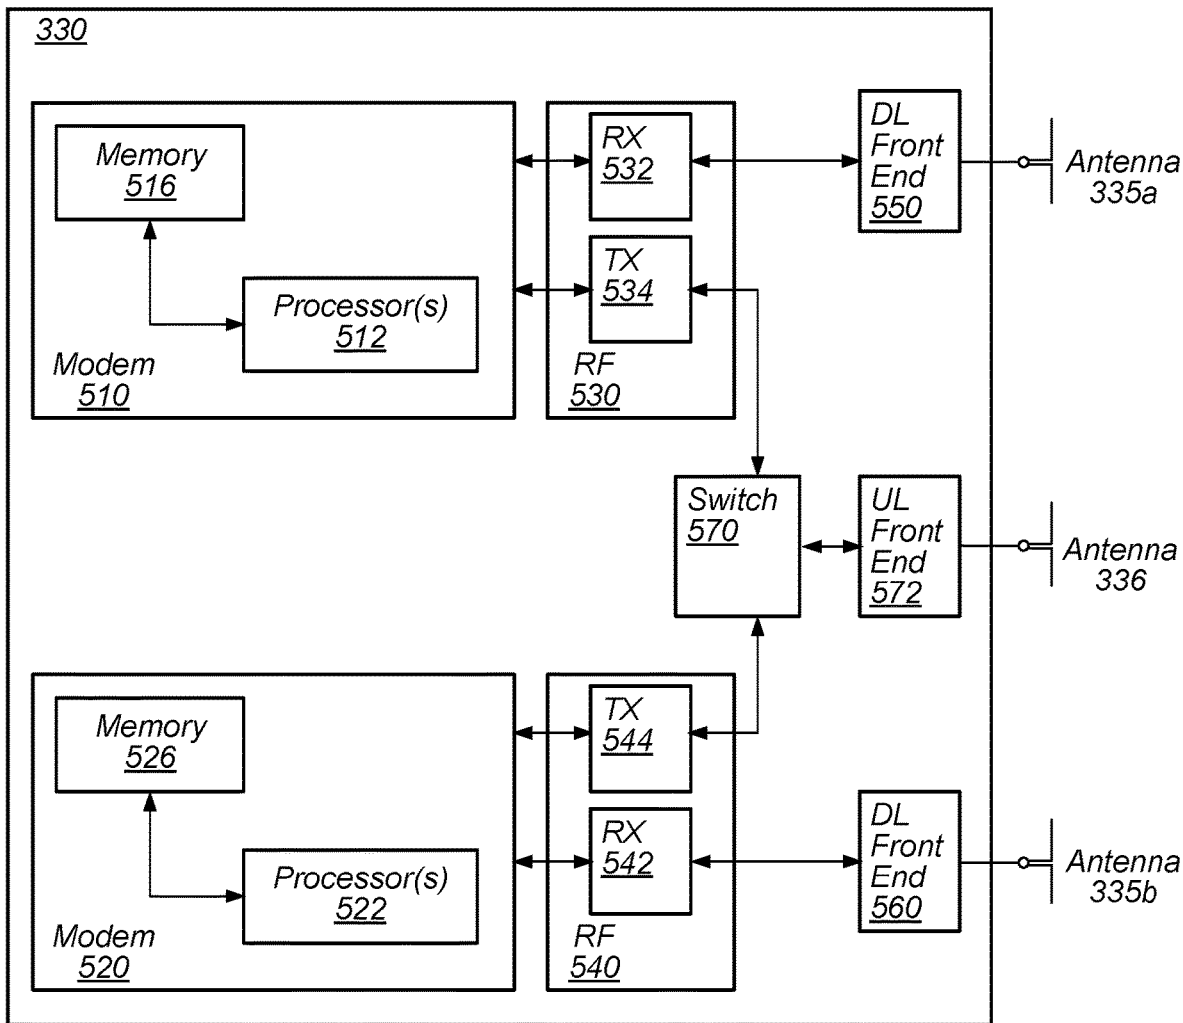 330
Memory
516
Processor(s)
512
Modem
510
RX
532
TX
534
RF
530
DL
Front
End
550
Antenna
335a
Switch
570
UL
Front
End
572
Antenna
336
Memory
526
Processor(s)
522
Modem
520
TX
544
RX
542
RF
540
DL
Front
End
560
Antenna
335b